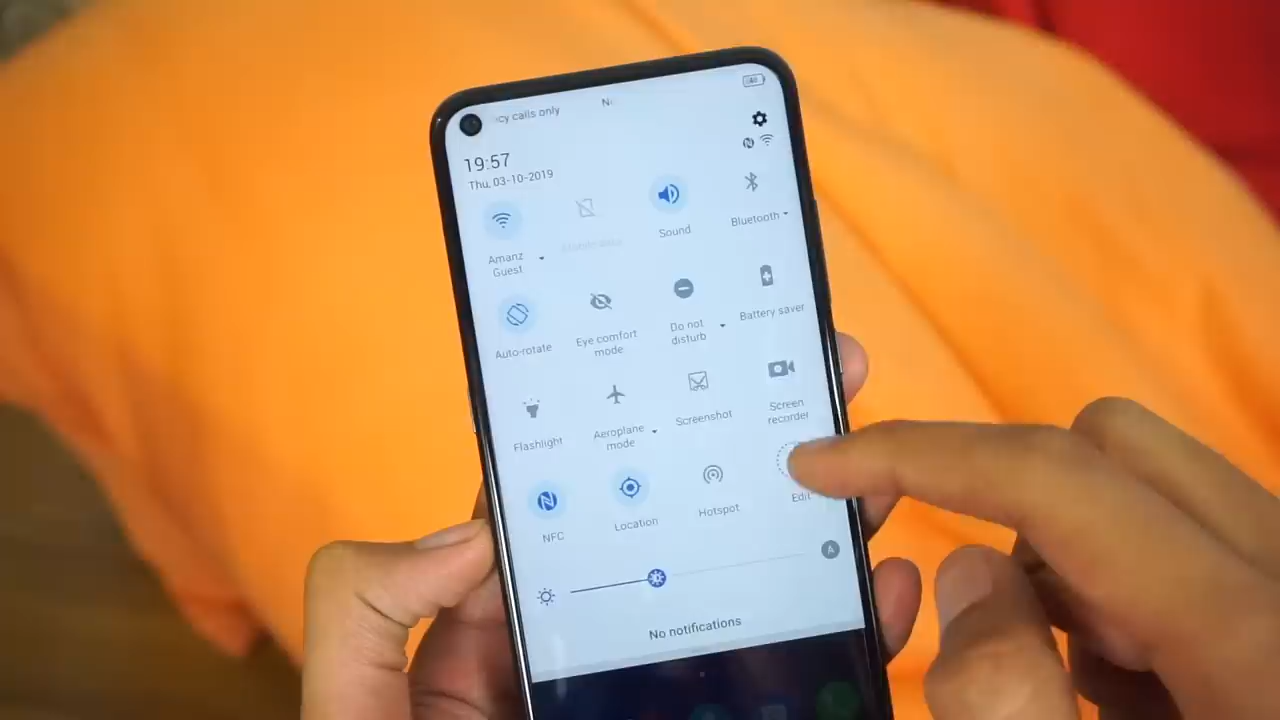 cy calls only
19:57
Thu, 03-10-2019
Amanz
Guest
Sound
Bluetooth
Auto-rotate
Eye comfort
mode
Do not
disturb
Battery saver
Flashlight
Aeroplane
mode
Screenshot
Screen
recorder
NFC
Location
Hotspot
Edit
A
No notifications